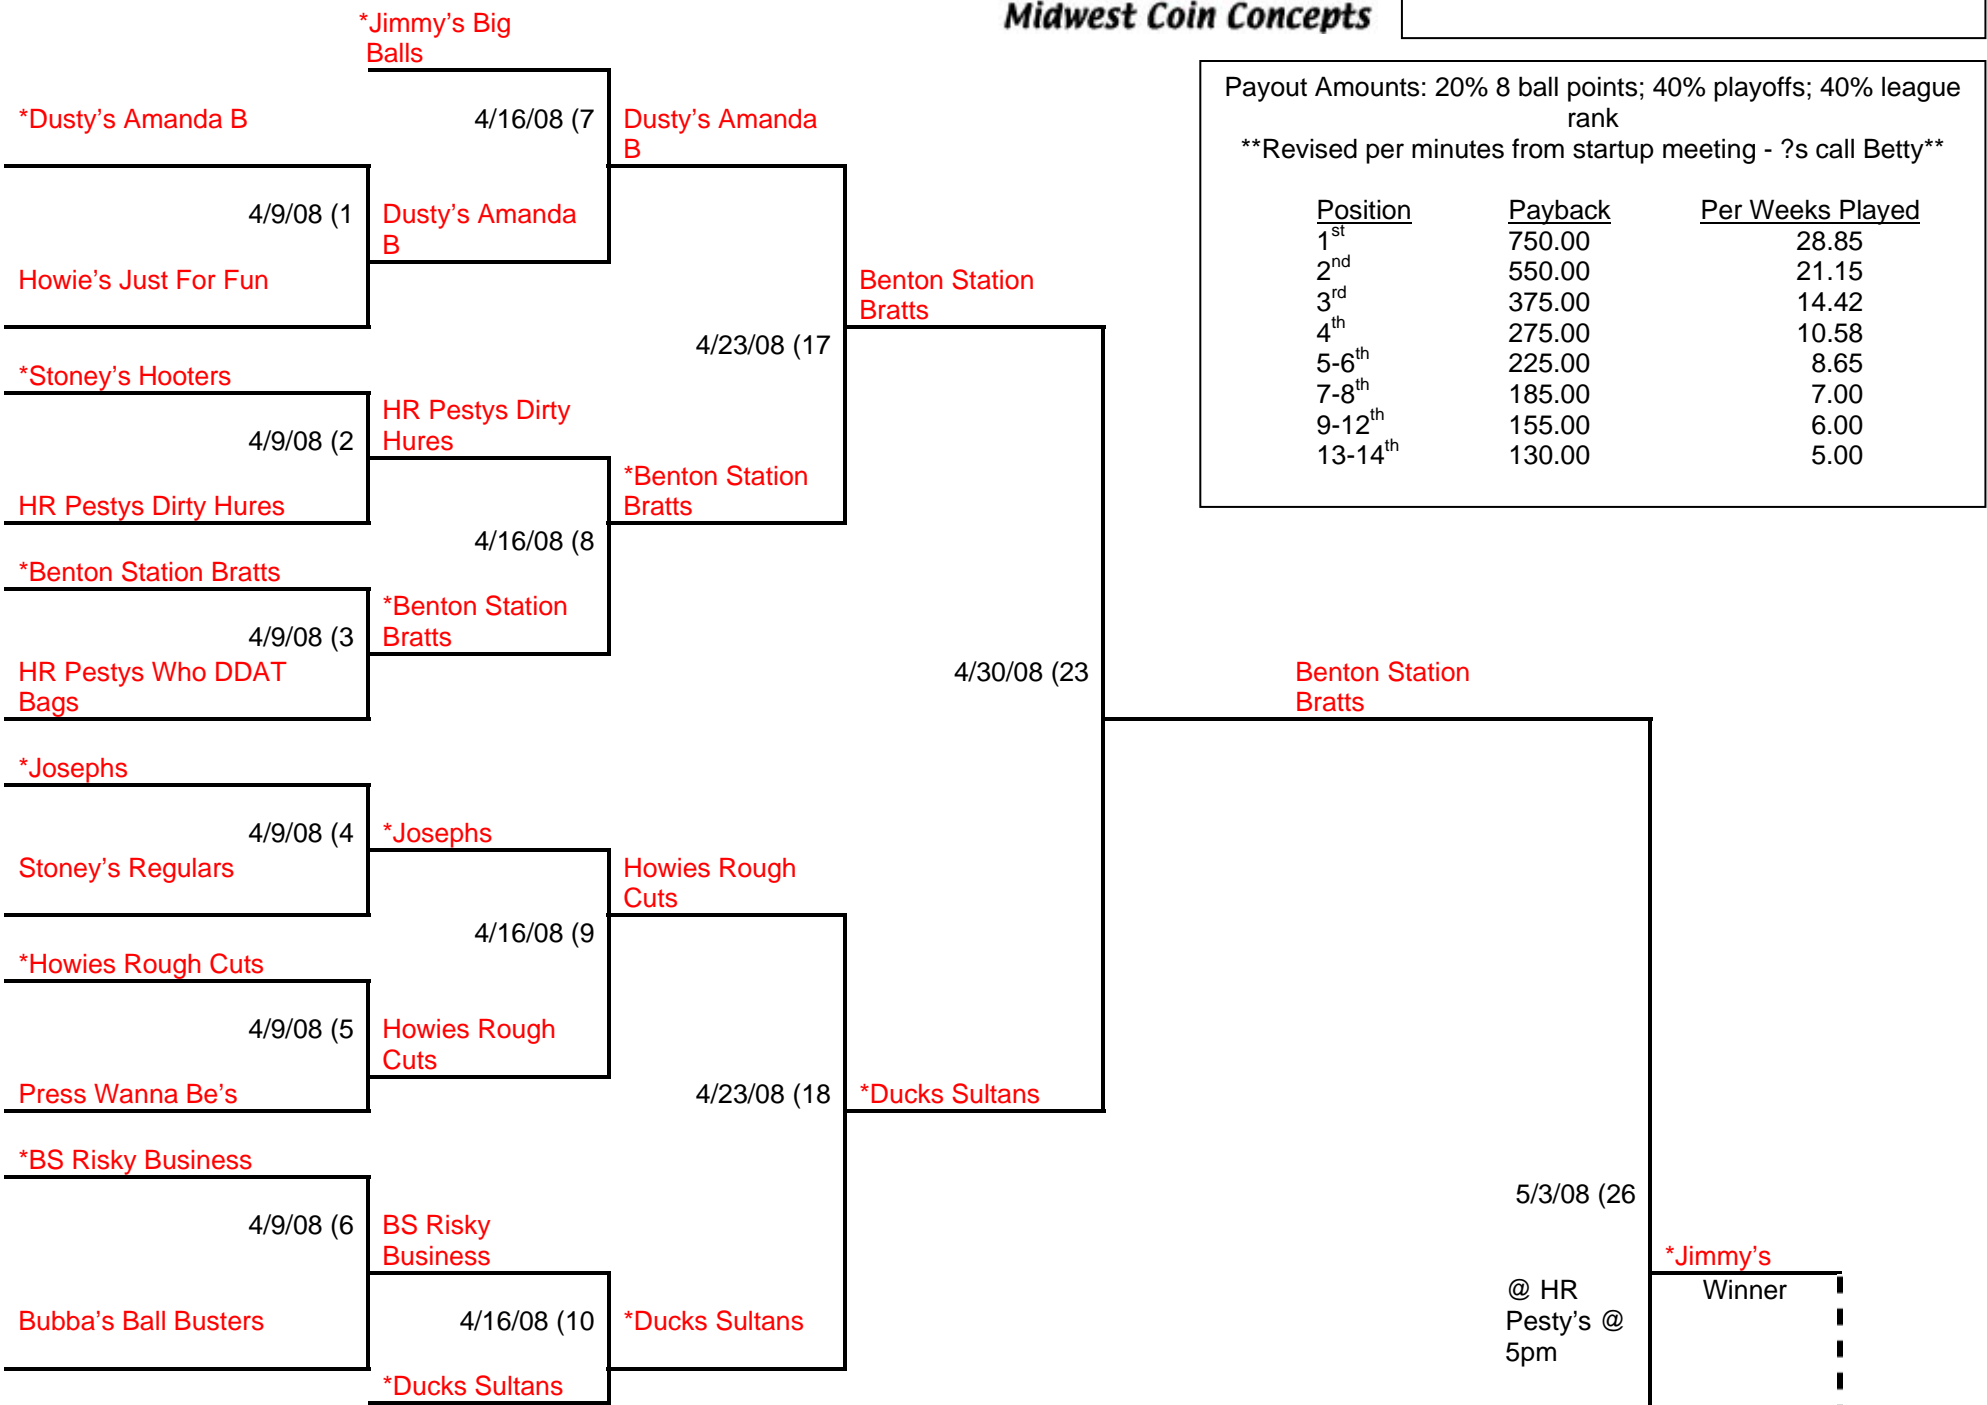 Midwest Coin Concepts
*Jimmy's Big
Balls
Payout Amounts: 20% 8 ball points; 40% playoffs; 40% league
rank
**Revised per minutes from startup meeting - ?s call Betty**
Position Payback Per Weeks Played
1st 750.00 28.85
2nd 550.00 21.15
3rd 375.00 14.42
4th 275.00 10.58
5-6th 225.00 8.65
7-8th 185.00 7.00
9-12th 155.00 6.00
13-14th 130.00 5.00
*Dusty's Amanda B
4/16/08 (7
Dusty's Amanda
B
4/9/08 (1
Dusty's Amanda
B
Howie's Just For Fun
Benton Station
Bratts
4/23/08 (17
*Stoney's Hooters
HR Pestys Dirty
Hures
4/9/08 (2
*Benton Station
Bratts
HR Pestys Dirty Hures
4/16/08 (8
*Benton Station Bratts
*Benton Station
Bratts
4/9/08 (3
HR Pestys Who DDAT
Bags
4/30/08 (23
Benton Station
Bratts
*Josephs
4/9/08 (4
*Josephs
Stoney's Regulars
Howies Rough
Cuts
4/16/08 (9
*Howies Rough Cuts
4/9/08 (5
Howies Rough
Cuts
Press Wanna Be's
4/23/08 (18
*Ducks Sultans
*BS Risky Business
5/3/08 (26
4/9/08 (6
BS Risky
Business
*Jimmy's
Winner
@ HR
Pesty's @
5pm
Bubba's Ball Busters
4/16/08 (10
*Ducks Sultans
*Ducks Sultans